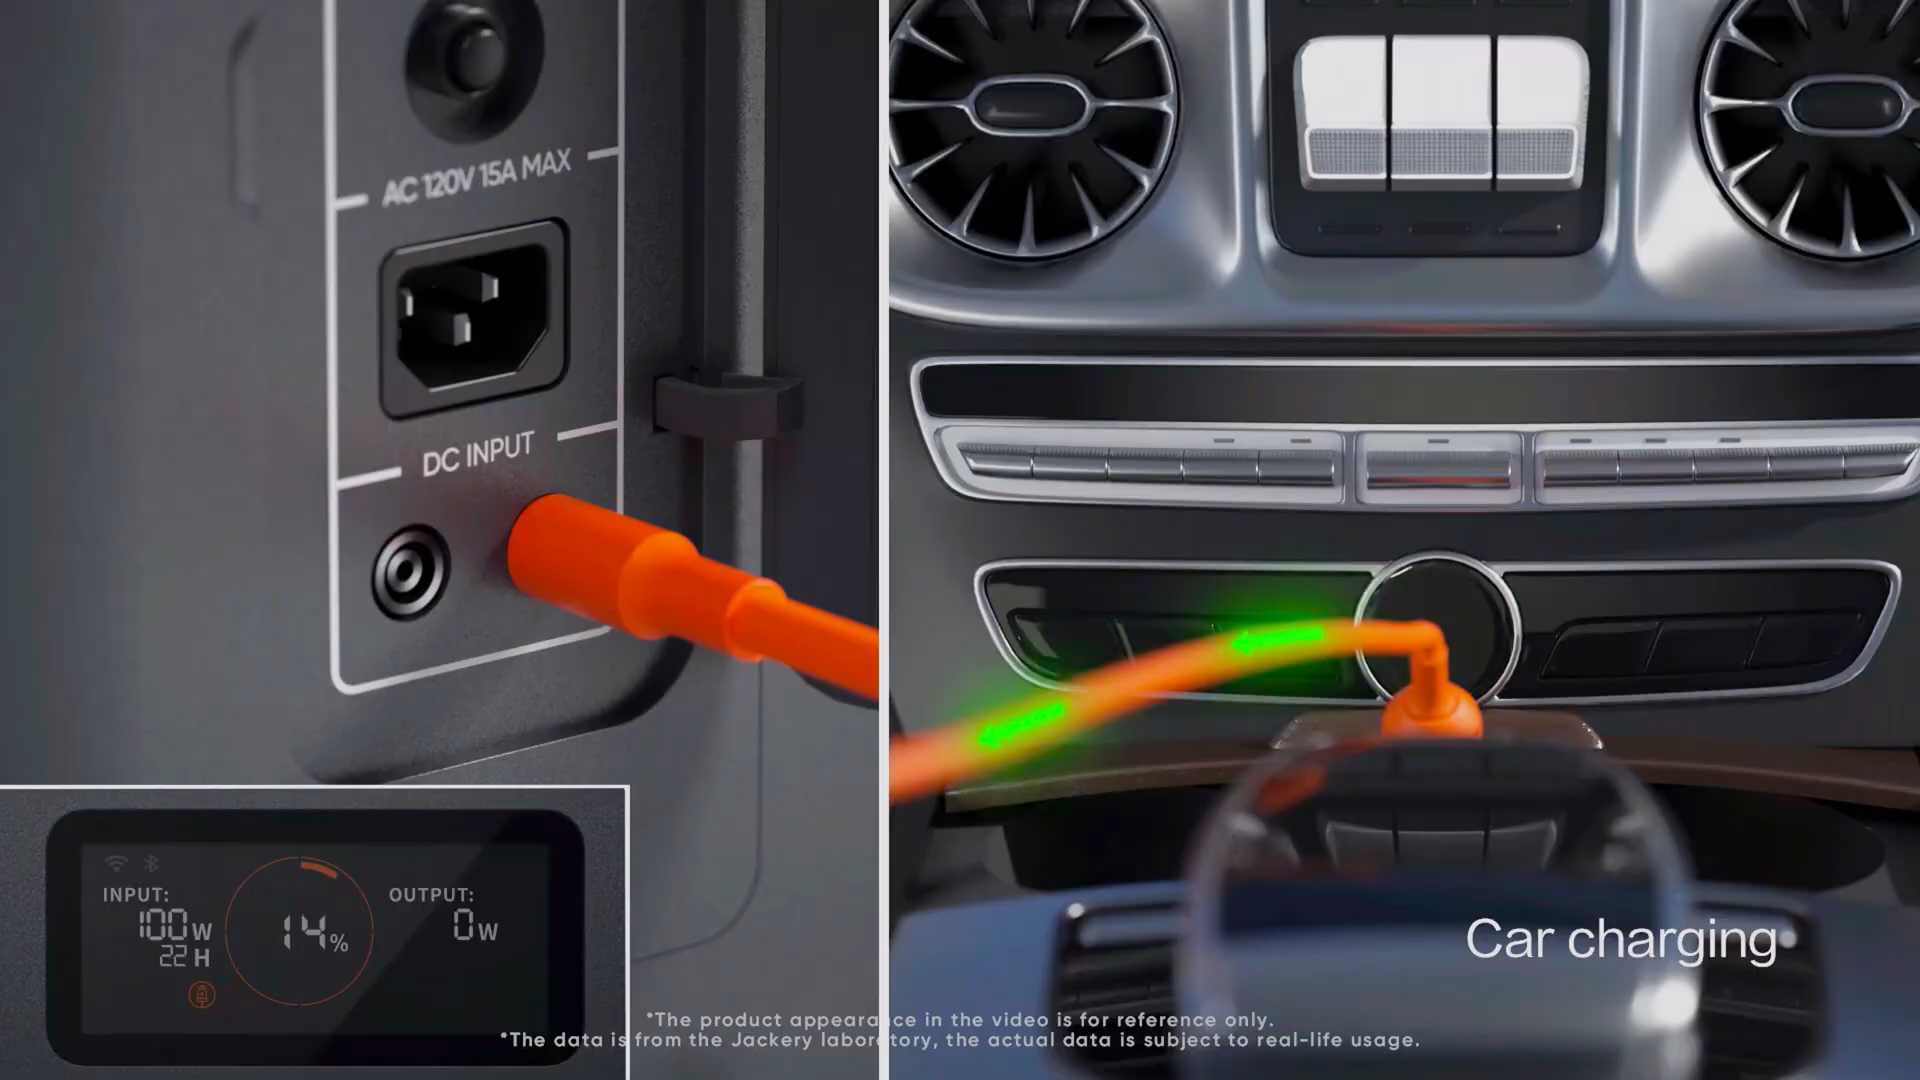 AC 120V 15A MAX
DC INPUT
INPUT:
100W
22H
14%
OUTPUT:
0W
Car charging
*The product appearance in the video is for reference only.
*The data is from the Jackery laboratory, the actual data is subject to real-life usage.